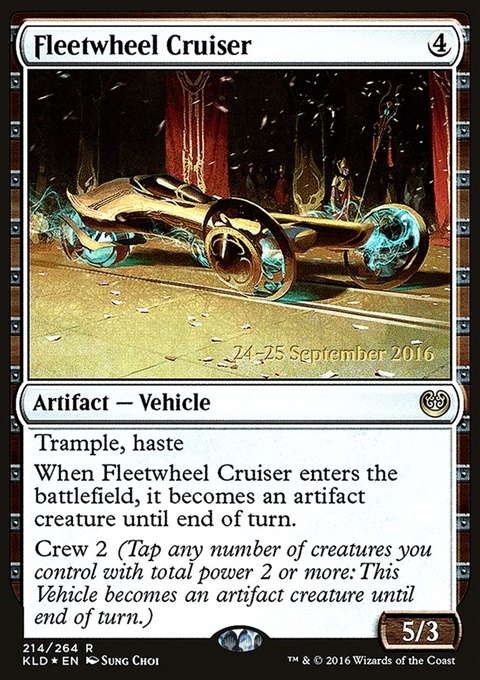 Fleetwheel Cruiser 4
24-25 September 2016
Artifact — Vehicle
Trample, haste
When Fleetwheel Cruiser enters the
battlefield, it becomes an artifact
creature until end of turn.
Crew 2 (Tap any number of creatures you
control with total power 2 or more: This
Vehicle becomes an artifact creature until
end of turn.)
5/3
214/264 R
KLD ★ EN Sung Choi
™ & © 2016 Wizards of the Coast